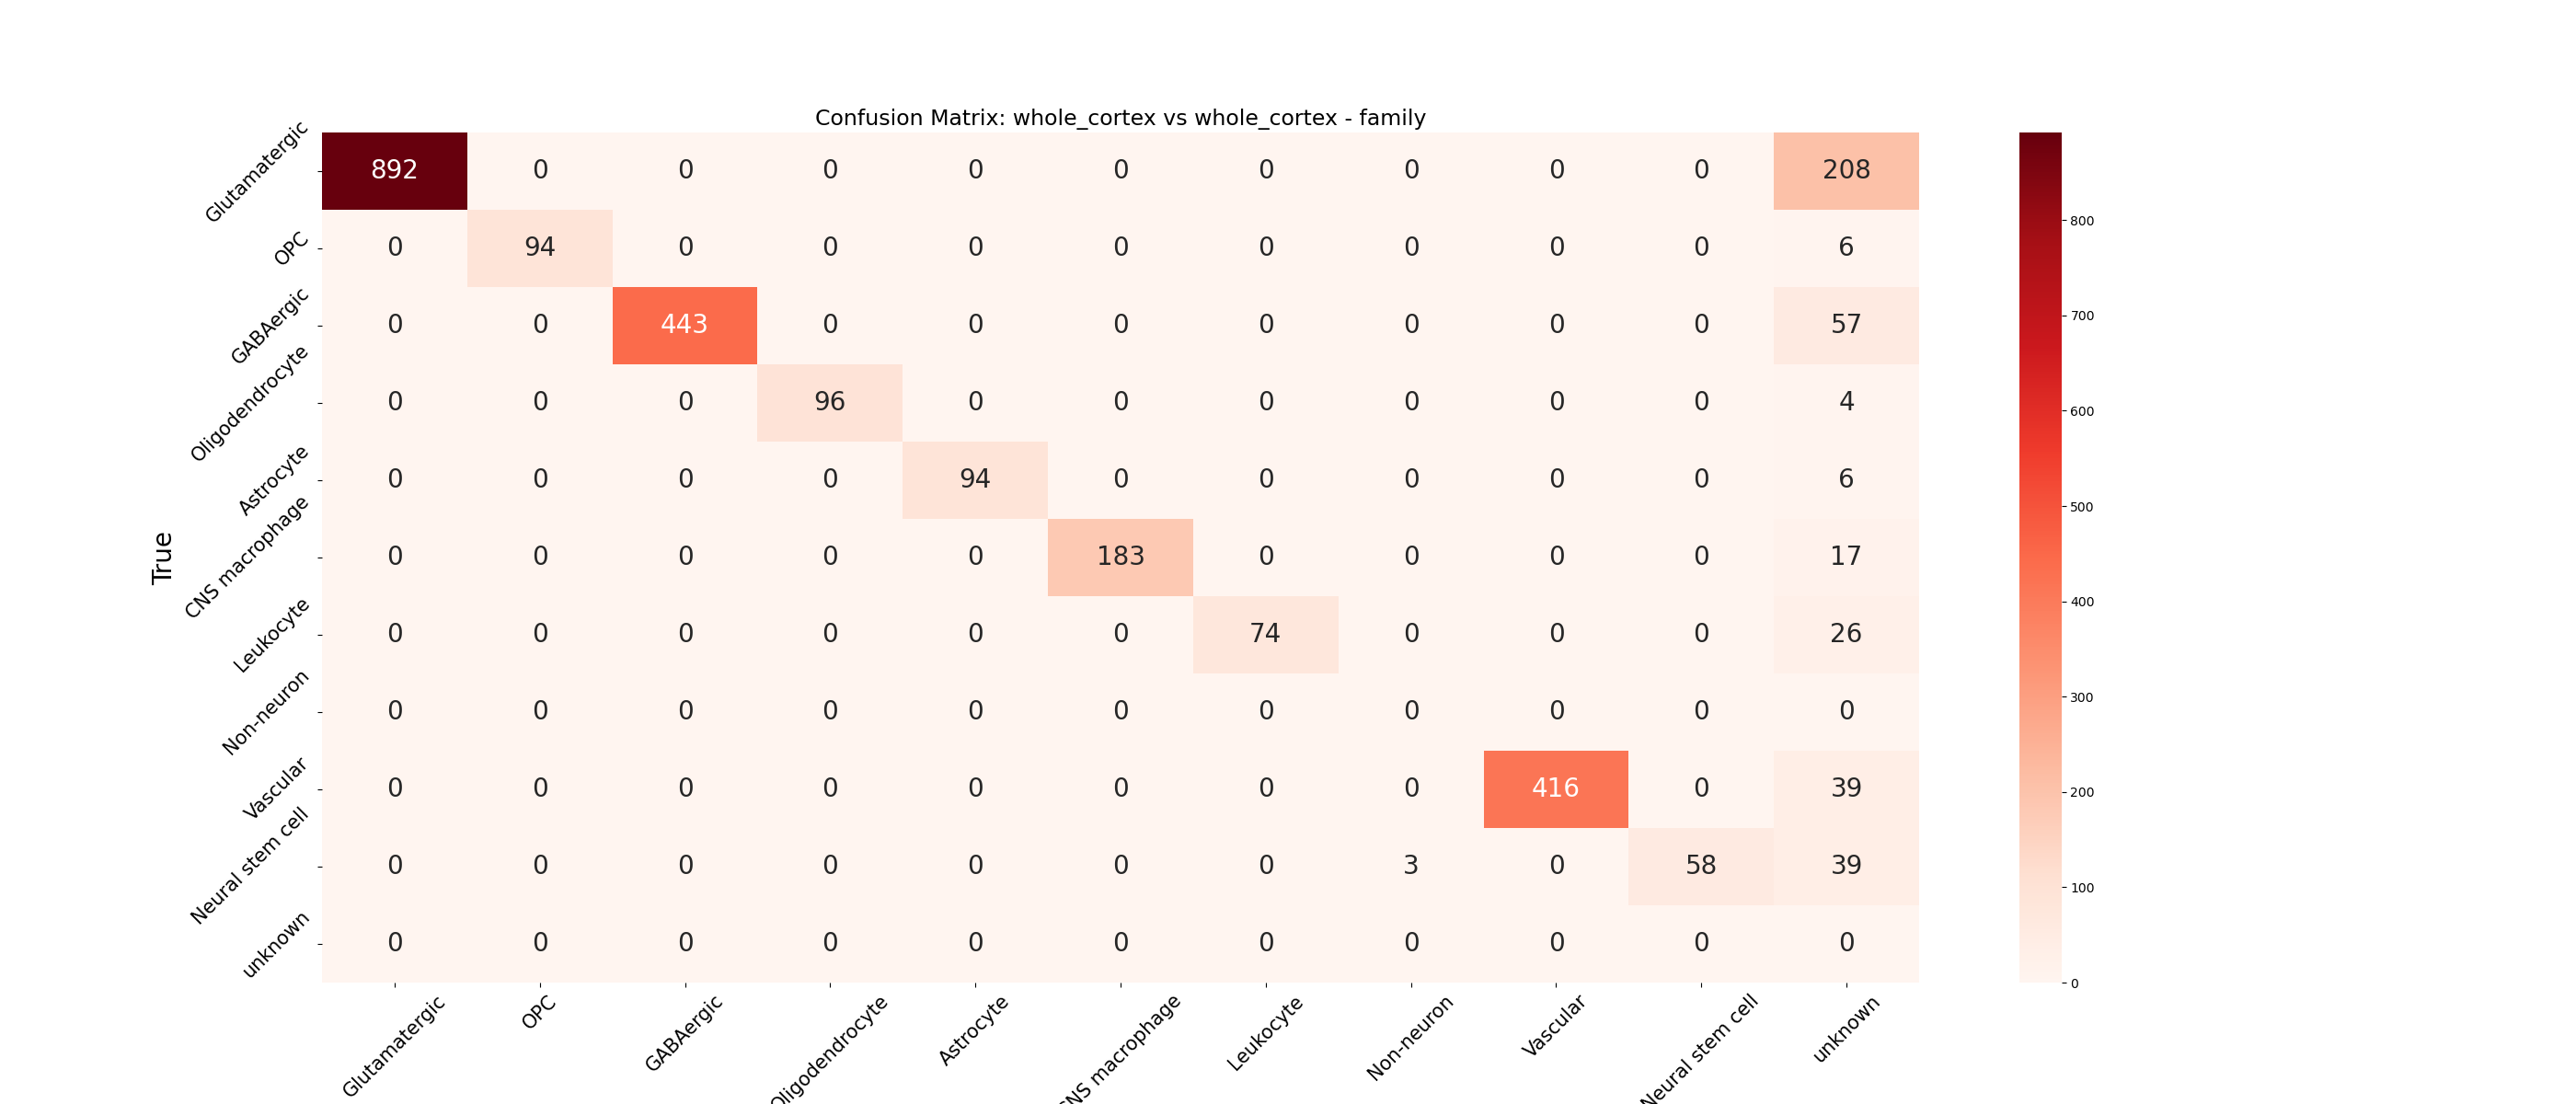 Confusion Matrix: whole_cortex vs whole_cortex - family
True
Glutamatergic 892 0 0 0 0 0 0 0 0 0 208
OPC 0 94 0 0 0 0 0 0 0 0 6
GABAergic 0 0 443 0 0 0 0 0 0 0 57
Oligodendrocyte 0 0 0 96 0 0 0 0 0 0 4
Astrocyte 0 0 0 0 94 0 0 0 0 0 6
CNS macrophage 0 0 0 0 0 183 0 0 0 0 17
Leukocyte 0 0 0 0 0 0 74 0 0 0 26
Non-neuron 0 0 0 0 0 0 0 0 0 0 0
Vascular 0 0 0 0 0 0 0 0 416 0 39
Neural stem cell 0 0 0 0 0 0 0 3 0 58 39
unknown 0 0 0 0 0 0 0 0 0 0 0
Glutamatergic
OPC
GABAergic
Oligodendrocyte
Astrocyte
CNS macrophage
Leukocyte
Non-neuron
Vascular
Neural stem cell
unknown
800
700
600
500
400
300
200
100
0